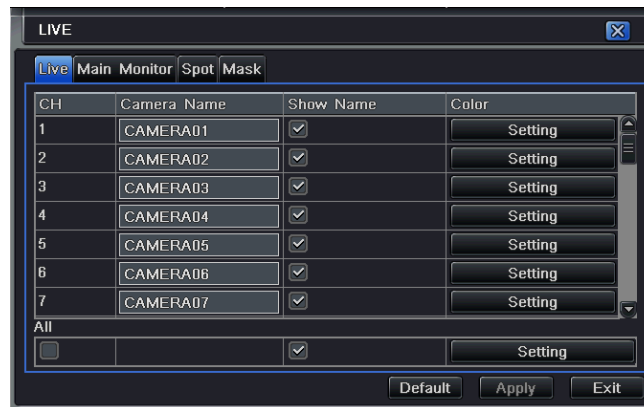 LIVE
Live Main Monitor Spot Mask
CH Camera Name Show Name Color
1 CAMERA01 Setting
2 CAMERA02 Setting
3 CAMERA03 Setting
4 CAMERA04 Setting
5 CAMERA05 Setting
6 CAMERA06 Setting
7 CAMERA07 Setting
All
Setting
Default Apply Exit